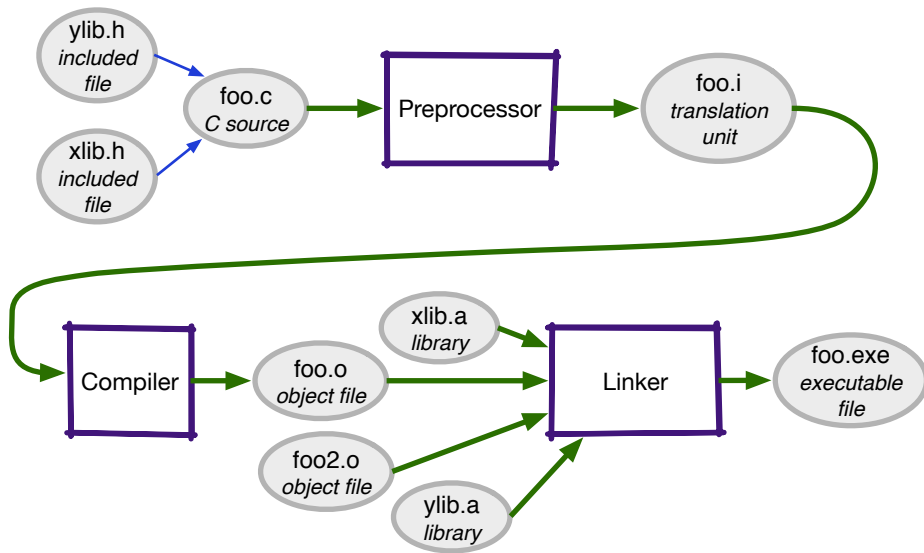 ylib.h
included
file
foo.c
C source
Preprocessor
foo.i
translation
unit
xlib.h
included
file
xlib.a
library
Compiler
foo.o
object file
Linker
foo.exe
executable
file
foo2.o
object file
ylib.a
library